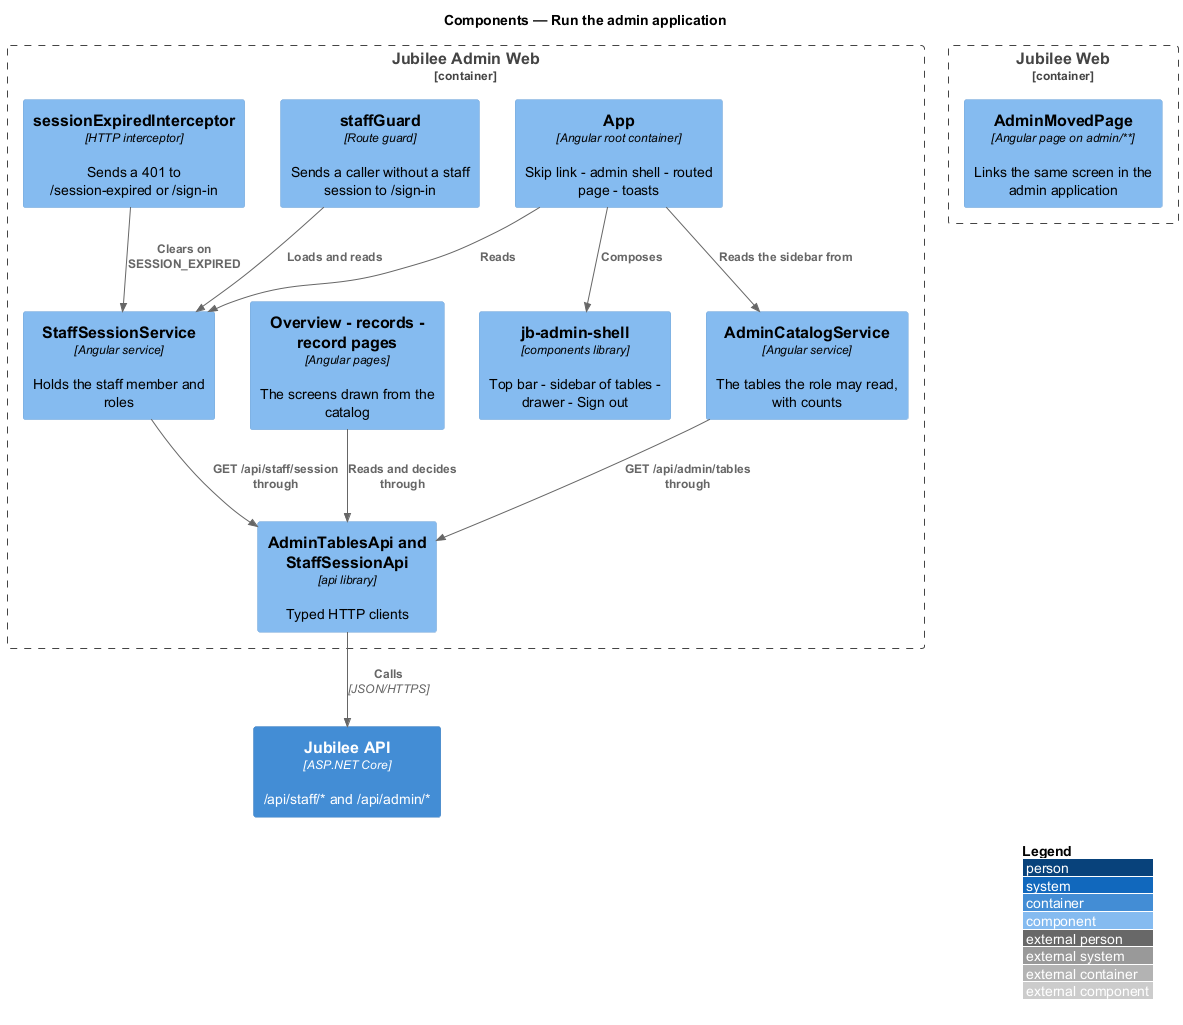 Components — Run the admin application
Jubilee Admin Web
[container]
sessionExpiredInterceptor
[HTTP interceptor]
Sends a 401 to
/session-expired or /sign-in
staffGuard
[Route guard]
Sends a caller without a staff
session to /sign-in
App
[Angular root container]
Skip link - admin shell - routed
page - toasts
Jubilee Web
[container]
AdminMovedPage
[Angular page on admin/**]
Links the same screen in the
admin application
Clears on
SESSION_EXPIRED
Loads and reads
Reads
Composes
Reads the sidebar from
StaffSessionService
[Angular service]
Holds the staff member and
roles
Overview - records -
record pages
[Angular pages]
The screens drawn from the
catalog
jb-admin-shell
[components library]
Top bar - sidebar of tables -
drawer - Sign out
AdminCatalogService
[Angular service]
The tables the role may read,
with counts
GET /api/staff/session
through
Reads and decides
through
GET /api/admin/tables
through
AdminTablesApi and
StaffSessionApi
[api library]
Typed HTTP clients
Calls
[JSON/HTTPS]
Jubilee API
[ASP.NET Core]
/api/staff/* and /api/admin/*
Legend
person
system
container
component
external person
external system
external container
external component